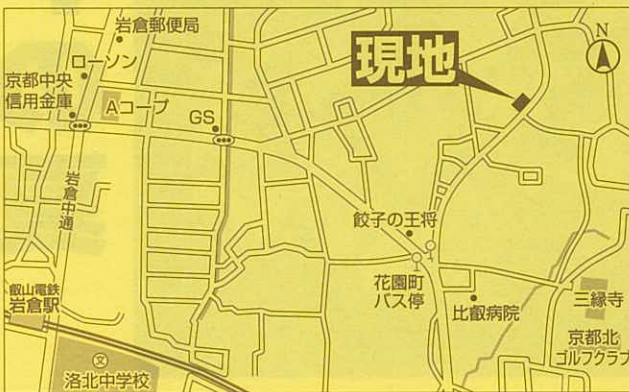 岩倉郵便局
ローソン
京都中央
信用金庫
Aコープ
GS
現地
N
岩倉中通
餃子の王将
花園町
バス停
比叡病院
三縁寺
京都北
ゴルフクラブ
叡山電鉄
岩倉駅
文
洛北中学校